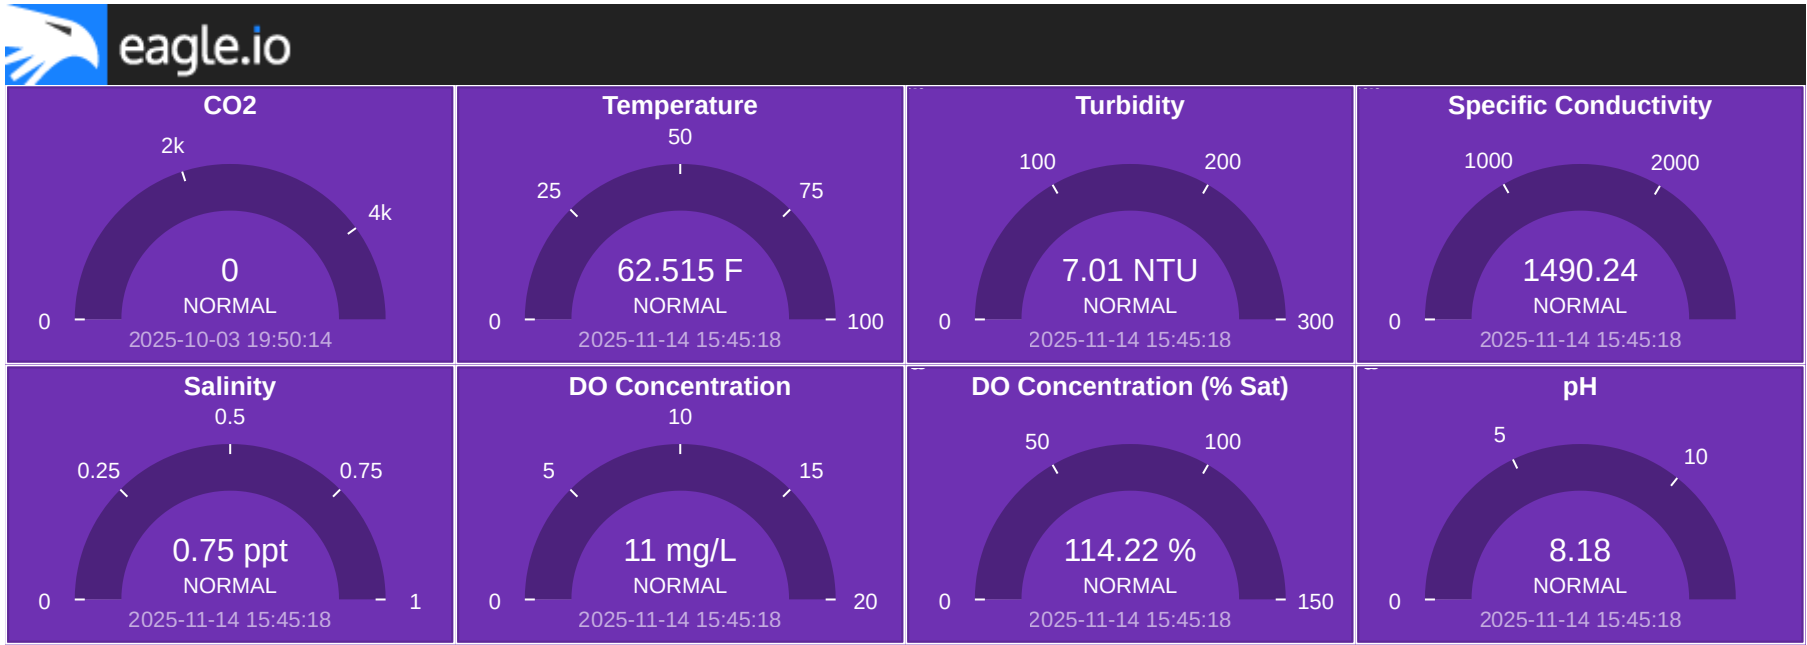 eagle.io
CO2
2k
4k
0
NORMAL
0
2025-10-03 19:50:14
Temperature
50
25
75
62.515 F
NORMAL
0
100
2025-11-14 15:45:18
Turbidity
100
200
7.01 NTU
NORMAL
0
300
2025-11-14 15:45:18
Specific Conductivity
1000
2000
1490.24
NORMAL
0
2025-11-14 15:45:18
Salinity
0.5
0.25
0.75
0.75 ppt
NORMAL
0
1
2025-11-14 15:45:18
DO Concentration
10
5
15
11 mg/L
NORMAL
0
20
2025-11-14 15:45:18
DO Concentration (% Sat)
50
100
114.22 %
NORMAL
0
150
2025-11-14 15:45:18
pH
5
10
8.18
NORMAL
0
2025-11-14 15:45:18